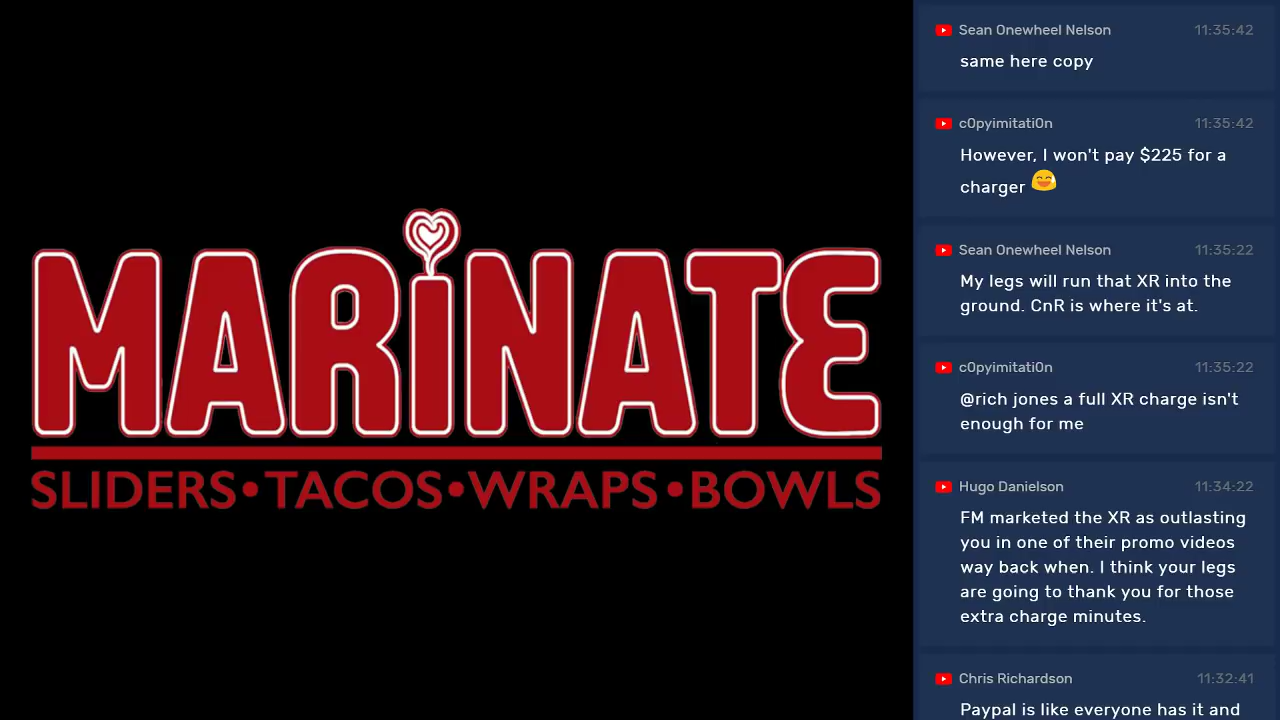 MARINATE
SLIDERS•TACOS•WRAPS•BOWLS
Sean Onewheel Nelson 11:35:42
same here copy
c0pyimitati0n 11:35:42
However, I won't pay $225 for a
charger 😅
Sean Onewheel Nelson 11:35:22
My legs will run that XR into the
ground. CnR is where it's at.
c0pyimitati0n 11:35:22
@rich jones a full XR charge isn't
enough for me
Hugo Danielson 11:34:22
FM marketed the XR as outlasting
you in one of their promo videos
way back when. I think your legs
are going to thank you for those
extra charge minutes.
Chris Richardson 11:32:41
Paypal is like everyone has it and